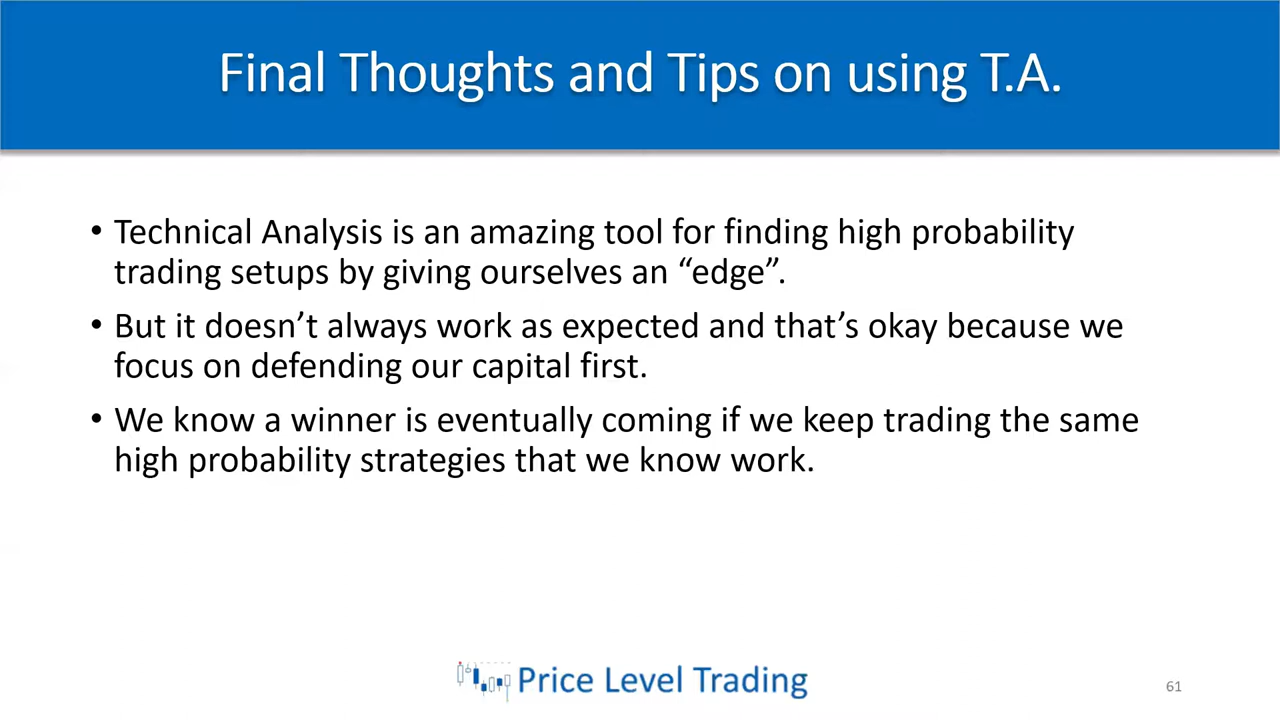 Final Thoughts and Tips on using T.A.
• Technical Analysis is an amazing tool for finding high probability
trading setups by giving ourselves an “edge”.
• But it doesn’t always work as expected and that’s okay because we
focus on defending our capital first.
• We know a winner is eventually coming if we keep trading the same
high probability strategies that we know work.
Price Level Trading
61